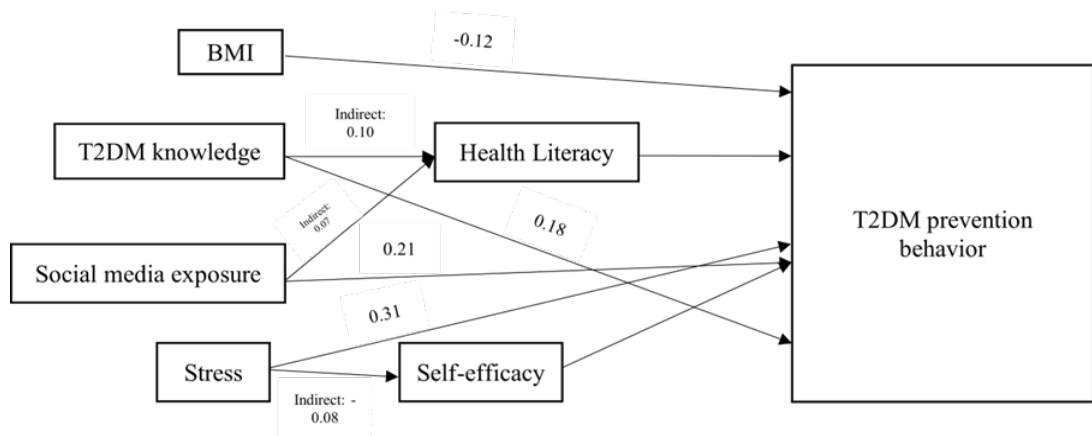 BMI
-0.12
Indirect:
0.10
T2DM knowledge
Health Literacy
Indirect:
0.07
0.18
T2DM prevention
behavior
0.21
Social media exposure
0.31
Stress
Self-efficacy
Indirect: -
0.08